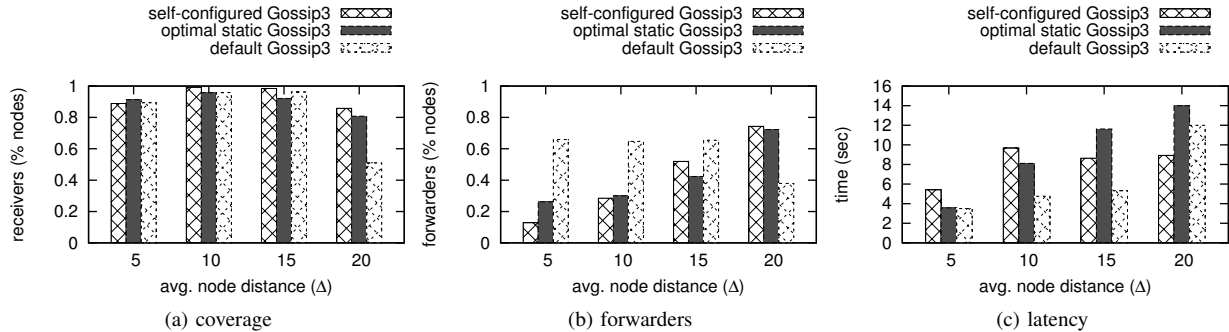 self-configured Gossip3
optimal static Gossip3
default Gossip3
receivers (% nodes)
1
0.8
0.6
0.4
0.2
0
5 10 15 20
avg. node distance (Δ)
(a) coverage
self-configured Gossip3
optimal static Gossip3
default Gossip3
forwarders (% nodes)
1
0.8
0.6
0.4
0.2
0
5 10 15 20
avg. node distance (Δ)
(b) forwarders
self-configured Gossip3
optimal static Gossip3
default Gossip3
time (sec)
16
14
12
10
8
6
4
2
0
5 10 15 20
avg. node distance (Δ)
(c) latency